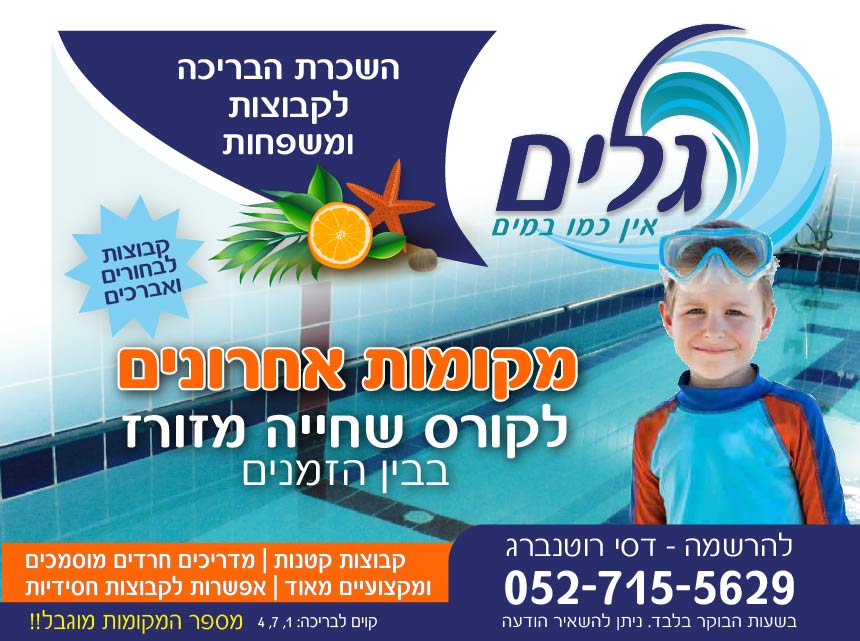 השכרת הבריכה
לקבוצות
ומשפחות
גלים
אין כמו במים
קבוצות
לבחורים
ואברכים
מקומות אחרונים
לקורס שחייה מזורז
בבין הזמנים
קבוצות קטנות | מדריכים חרדים מוסמכים
ומקצועיים מאוד | אפשרות לקבוצות חסידיות
קוים לבריכה: 1, 7, 4 מספר המקומות מוגבל!!
להרשמה - דסי רוטנברג
052-715-5629
בשעות הבוקר בלבד. ניתן להשאיר הודעה